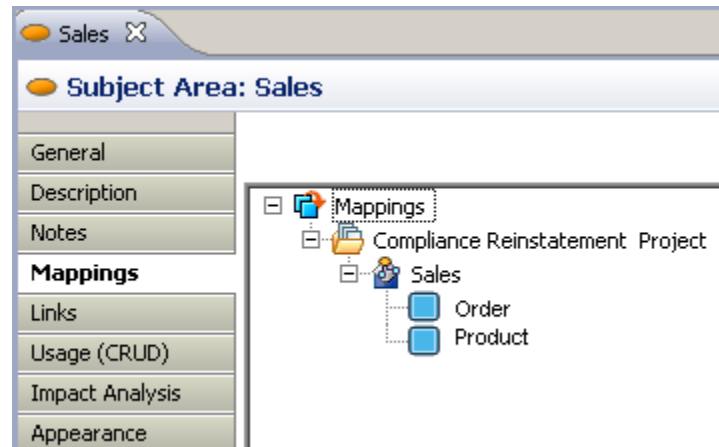 Sales
Subject Area: Sales
General
Description
Notes
Mappings
Links
Usage (CRUD)
Impact Analysis
Appearance
Mappings
Compliance Reinstatement Project
Sales
Order
Product